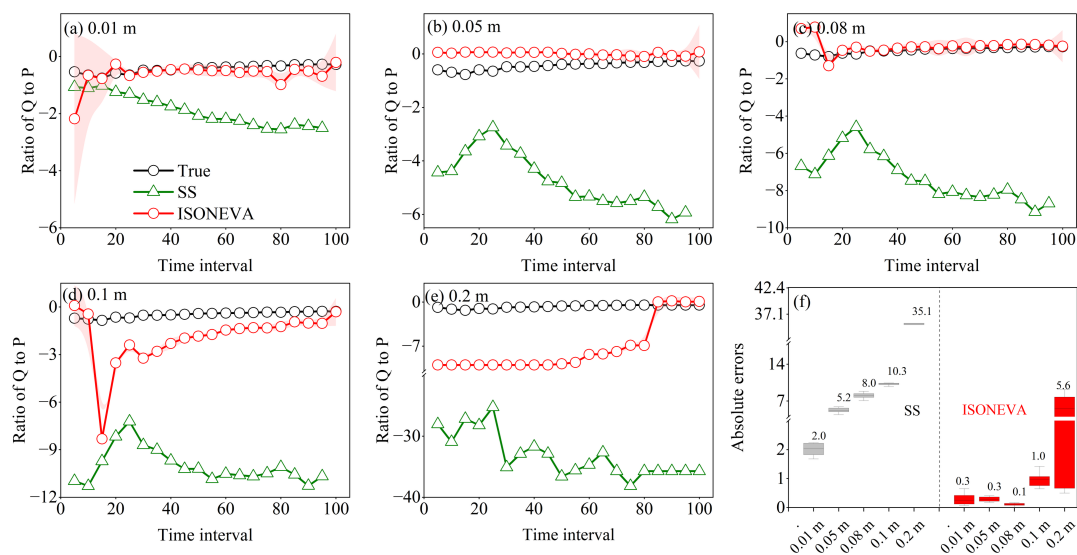 (a) 0.01 m
Ratio of Q to P
0
−2
−4
−6
True
SS
ISONEVA
0 20 40 60 80 100
Time interval
(b) 0.05 m
Ratio of Q to P
0
−2
−4
−6
0 20 40 60 80 100
Time interval
(c) 0.08 m
Ratio of Q to P
0
−2
−4
−6
−8
−10
0 20 40 60 80 100
Time interval
(d) 0.1 m
Ratio of Q to P
0
−3
−6
−9
−12
0 20 40 60 80 100
Time interval
(e) 0.2 m
Ratio of Q to P
0
−7
−30
−40
0 20 40 60 80 100
Time interval
(f)
Absolute errors
42.4
37.1
14
7
2
1
0
2.0
5.2
8.0
10.3
35.1
SS
ISONEVA
0.3
0.3
0.1
1.0
5.6
0.01 m 0.05 m 0.08 m 0.1 m 0.2 m 0.01 m 0.05 m 0.08 m 0.1 m 0.2 m